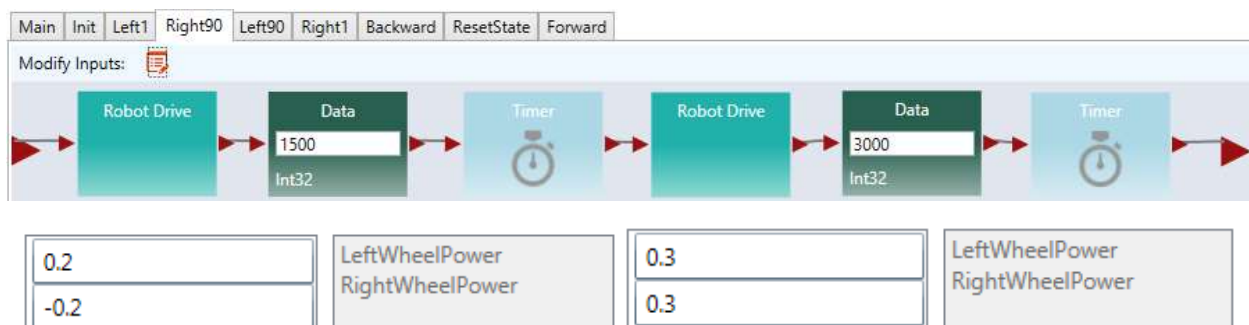 Main Init Left1 Right90 Left90 Right1 Backward ResetState Forward
Modify Inputs:
Robot Drive Data Timer Robot Drive Data Timer
1500 3000
Int32 Int32
0.2 LeftWheelPower 0.3 LeftWheelPower
-0.2 RightWheelPower 0.3 RightWheelPower